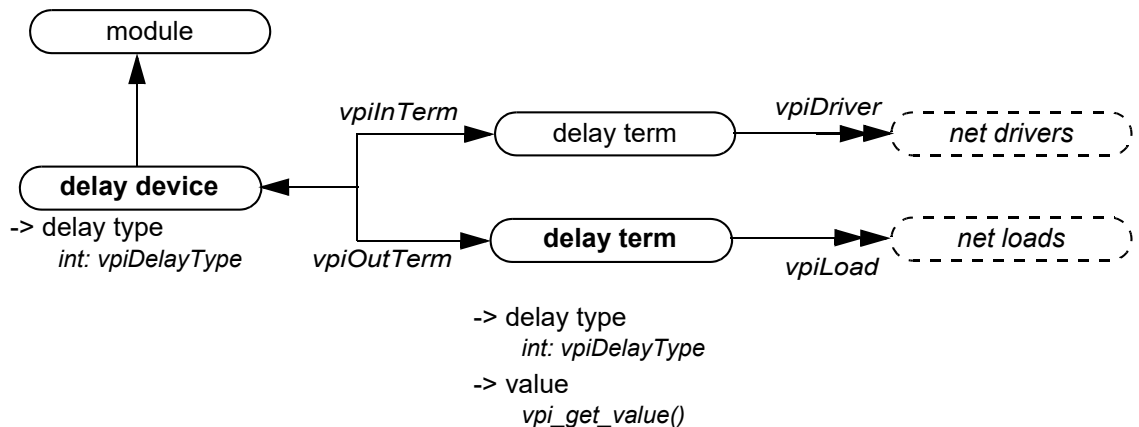 module
vpiInTerm
delay term
vpiDriver
net drivers
delay device
-> delay type
int: vpiDelayType
vpiOutTerm
delay term
vpiLoad
net loads
-> delay type
int: vpiDelayType
-> value
vpi_get_value()